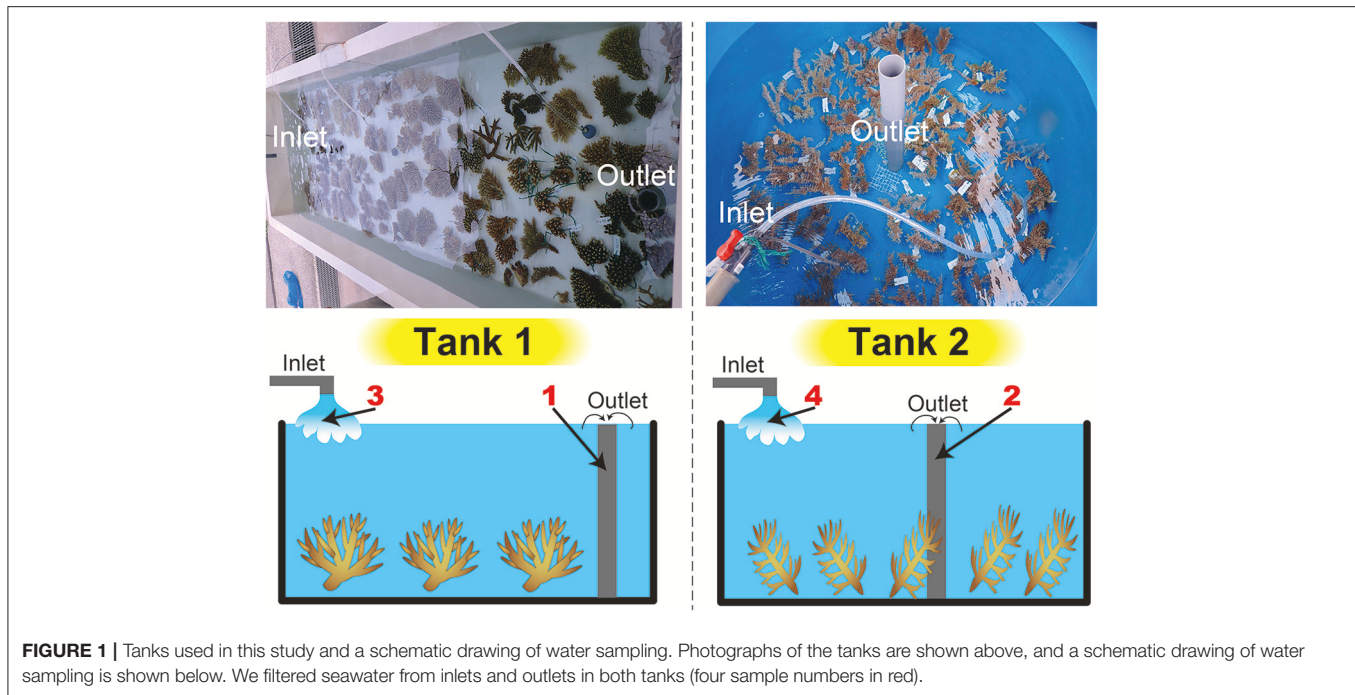 Inlet
Outlet
Outlet
Inlet
Tank 1
Tank 2
Inlet
3
1
Outlet
Inlet
4
Outlet
2
FIGURE 1 | Tanks used in this study and a schematic drawing of water sampling. Photographs of the tanks are shown above, and a schematic drawing of water
sampling is shown below. We filtered seawater from inlets and outlets in both tanks (four sample numbers in red).